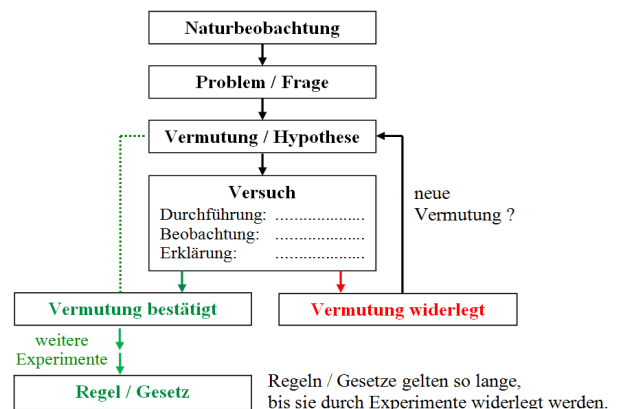 Naturbeobachtung
Problem / Frage
Vermutung / Hypothese
Versuch
Durchführung: ....................
Beobachtung: ....................
Erklärung: ....................
neue
Vermutung ?
Vermutung bestätigt
Vermutung widerlegt
weitere
Experimente
Regel / Gesetz
Regeln / Gesetze gelten so lange,
bis sie durch Experimente widerlegt werden.